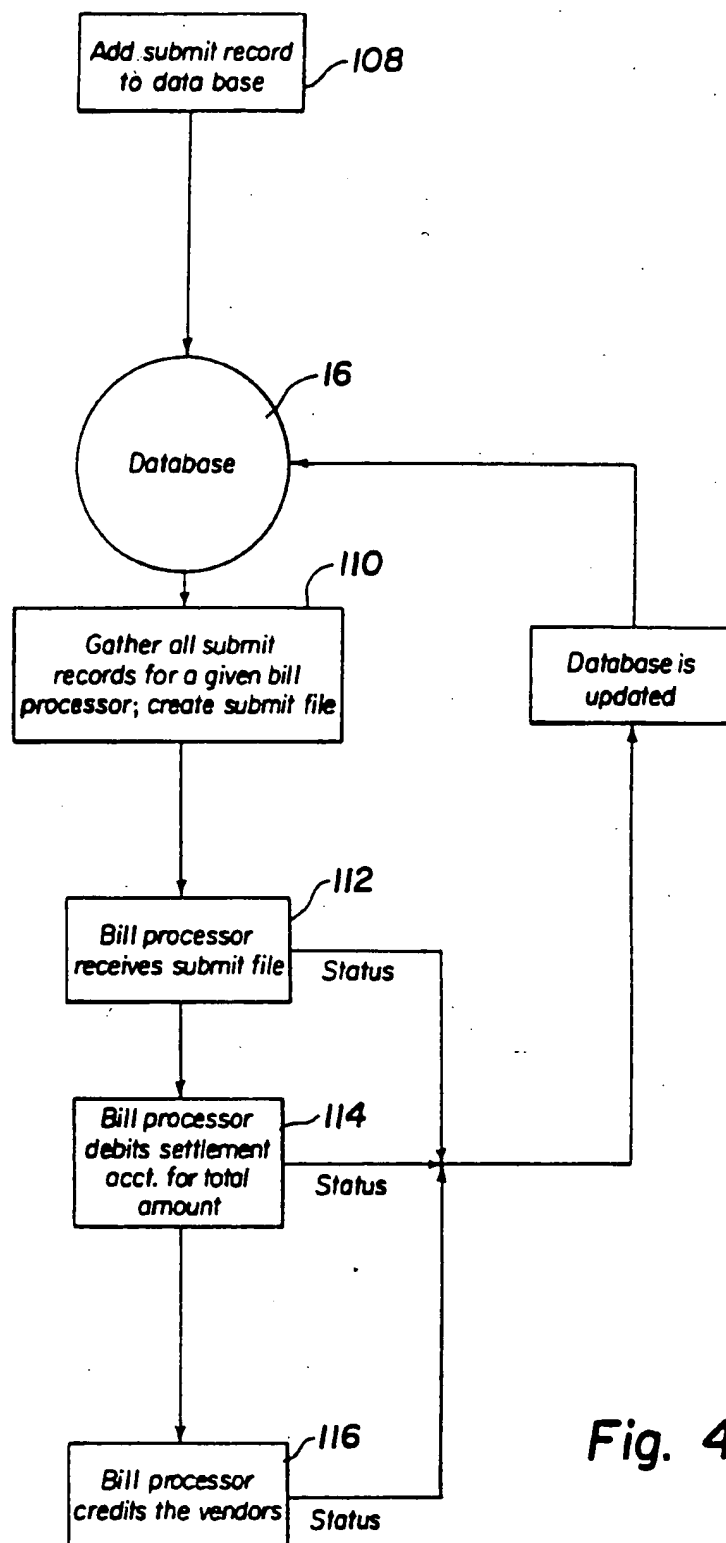 Add submit record
to data base
108
16
Database
110
Gather all submit
records for a given bill
processor; create submit file
Database is
updated
112
Bill processor
receives submit file
Status
114
Bill processor
debits settlement
acct. for total
amount
Status
116
Bill processor
credits the vendors
Status
Fig. 4